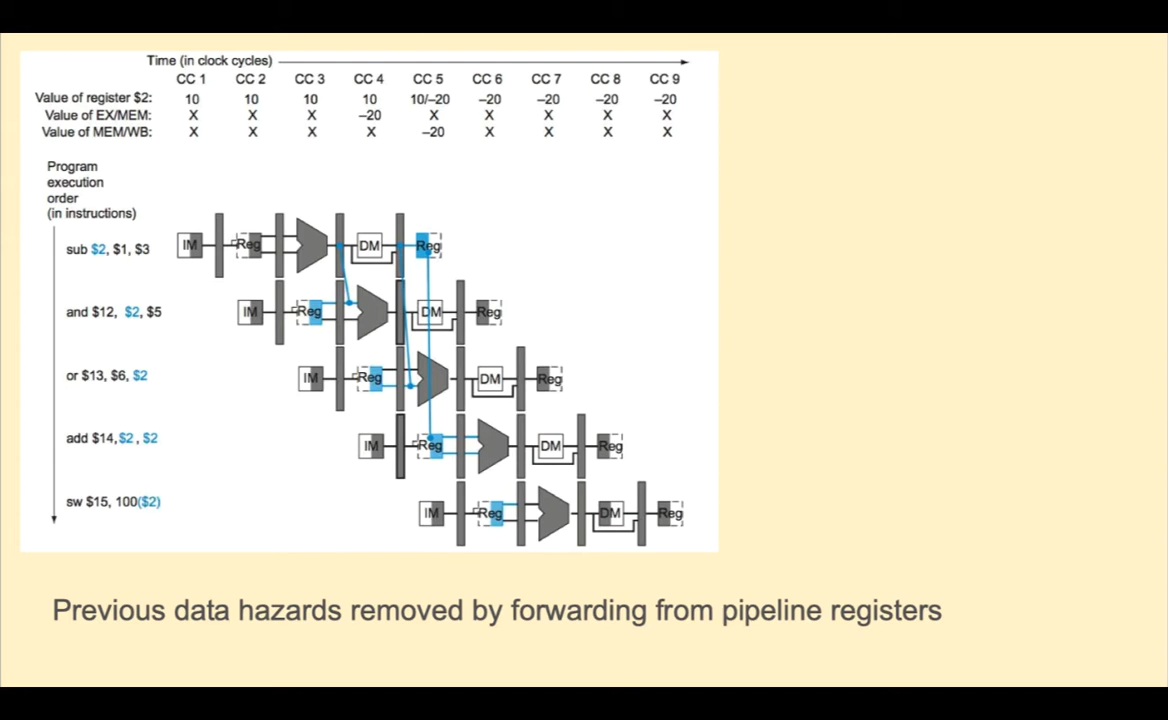 Time (in clock cycles)
CC 1 CC 2 CC 3 CC 4 CC 5 CC 6 CC 7 CC 8 CC 9
Value of register $2: 10 10 10 10 10/–20 –20 –20 –20 –20
Value of EX/MEM: X X X –20 X X X X X
Value of MEM/WB: X X X X –20 X X X X
Program
execution
order
(in instructions)
sub $2, $1, $3 IM Reg DM Reg
and $12, $2, $5 IM Reg DM Reg
or $13, $6, $2 IM Reg DM Reg
add $14,$2 , $2 IM Reg DM Reg
sw $15, 100($2) IM Reg DM Reg
Previous data hazards removed by forwarding from pipeline registers